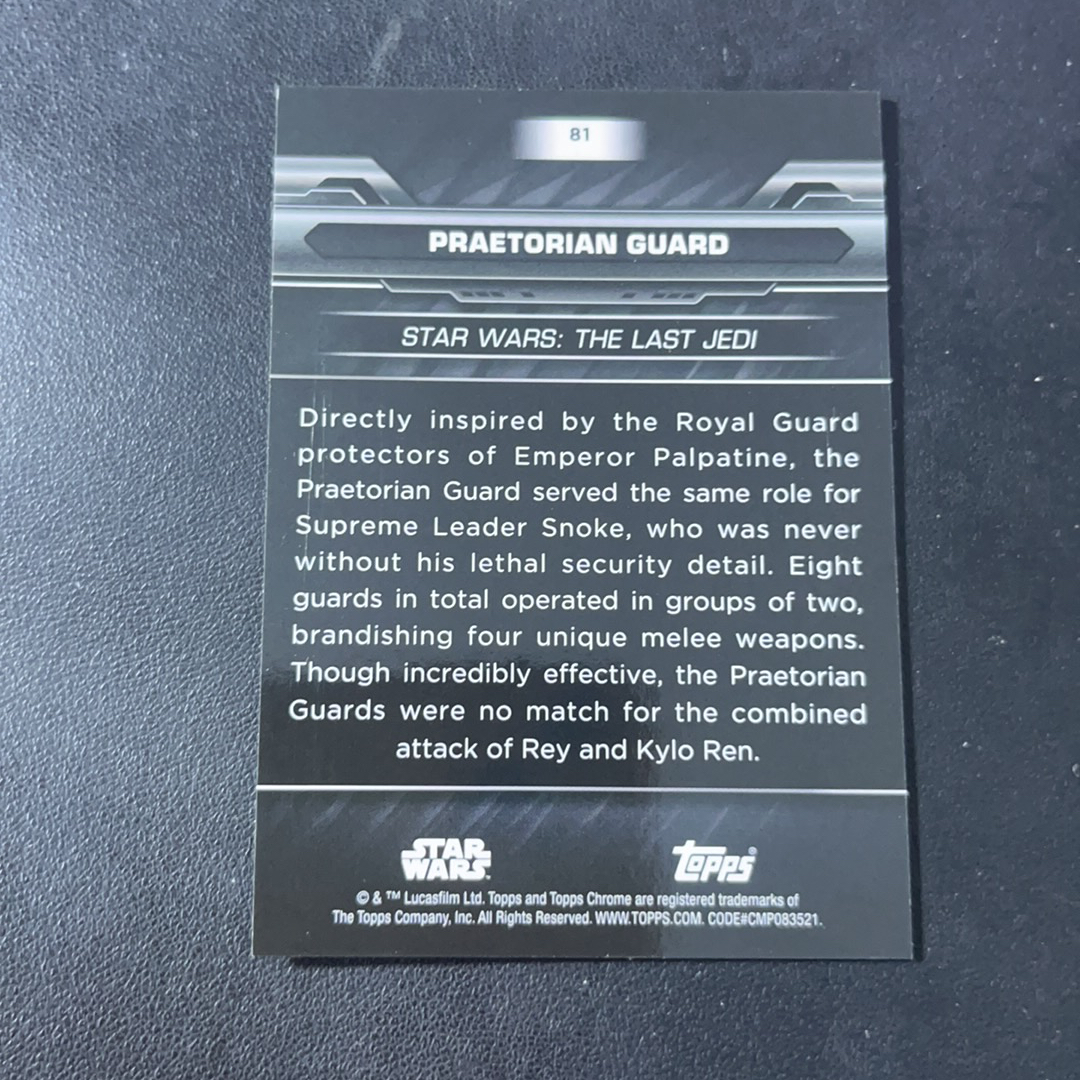 81
PRAETORIAN GUARD
STAR WARS: THE LAST JEDI
Directly inspired by the Royal Guard
protectors of Emperor Palpatine, the
Praetorian Guard served the same role for
Supreme Leader Snoke, who was never
without his lethal security detail. Eight
guards in total operated in groups of two,
brandishing four unique melee weapons.
Though incredibly effective, the Praetorian
Guards were no match for the combined
attack of Rey and Kylo Ren.
STAR WARS
topps®
© & ™ Lucasfilm Ltd. Topps and Topps Chrome are registered trademarks of
The Topps Company, Inc. All Rights Reserved. WWW.TOPPS.COM. CODE#CMP083521.